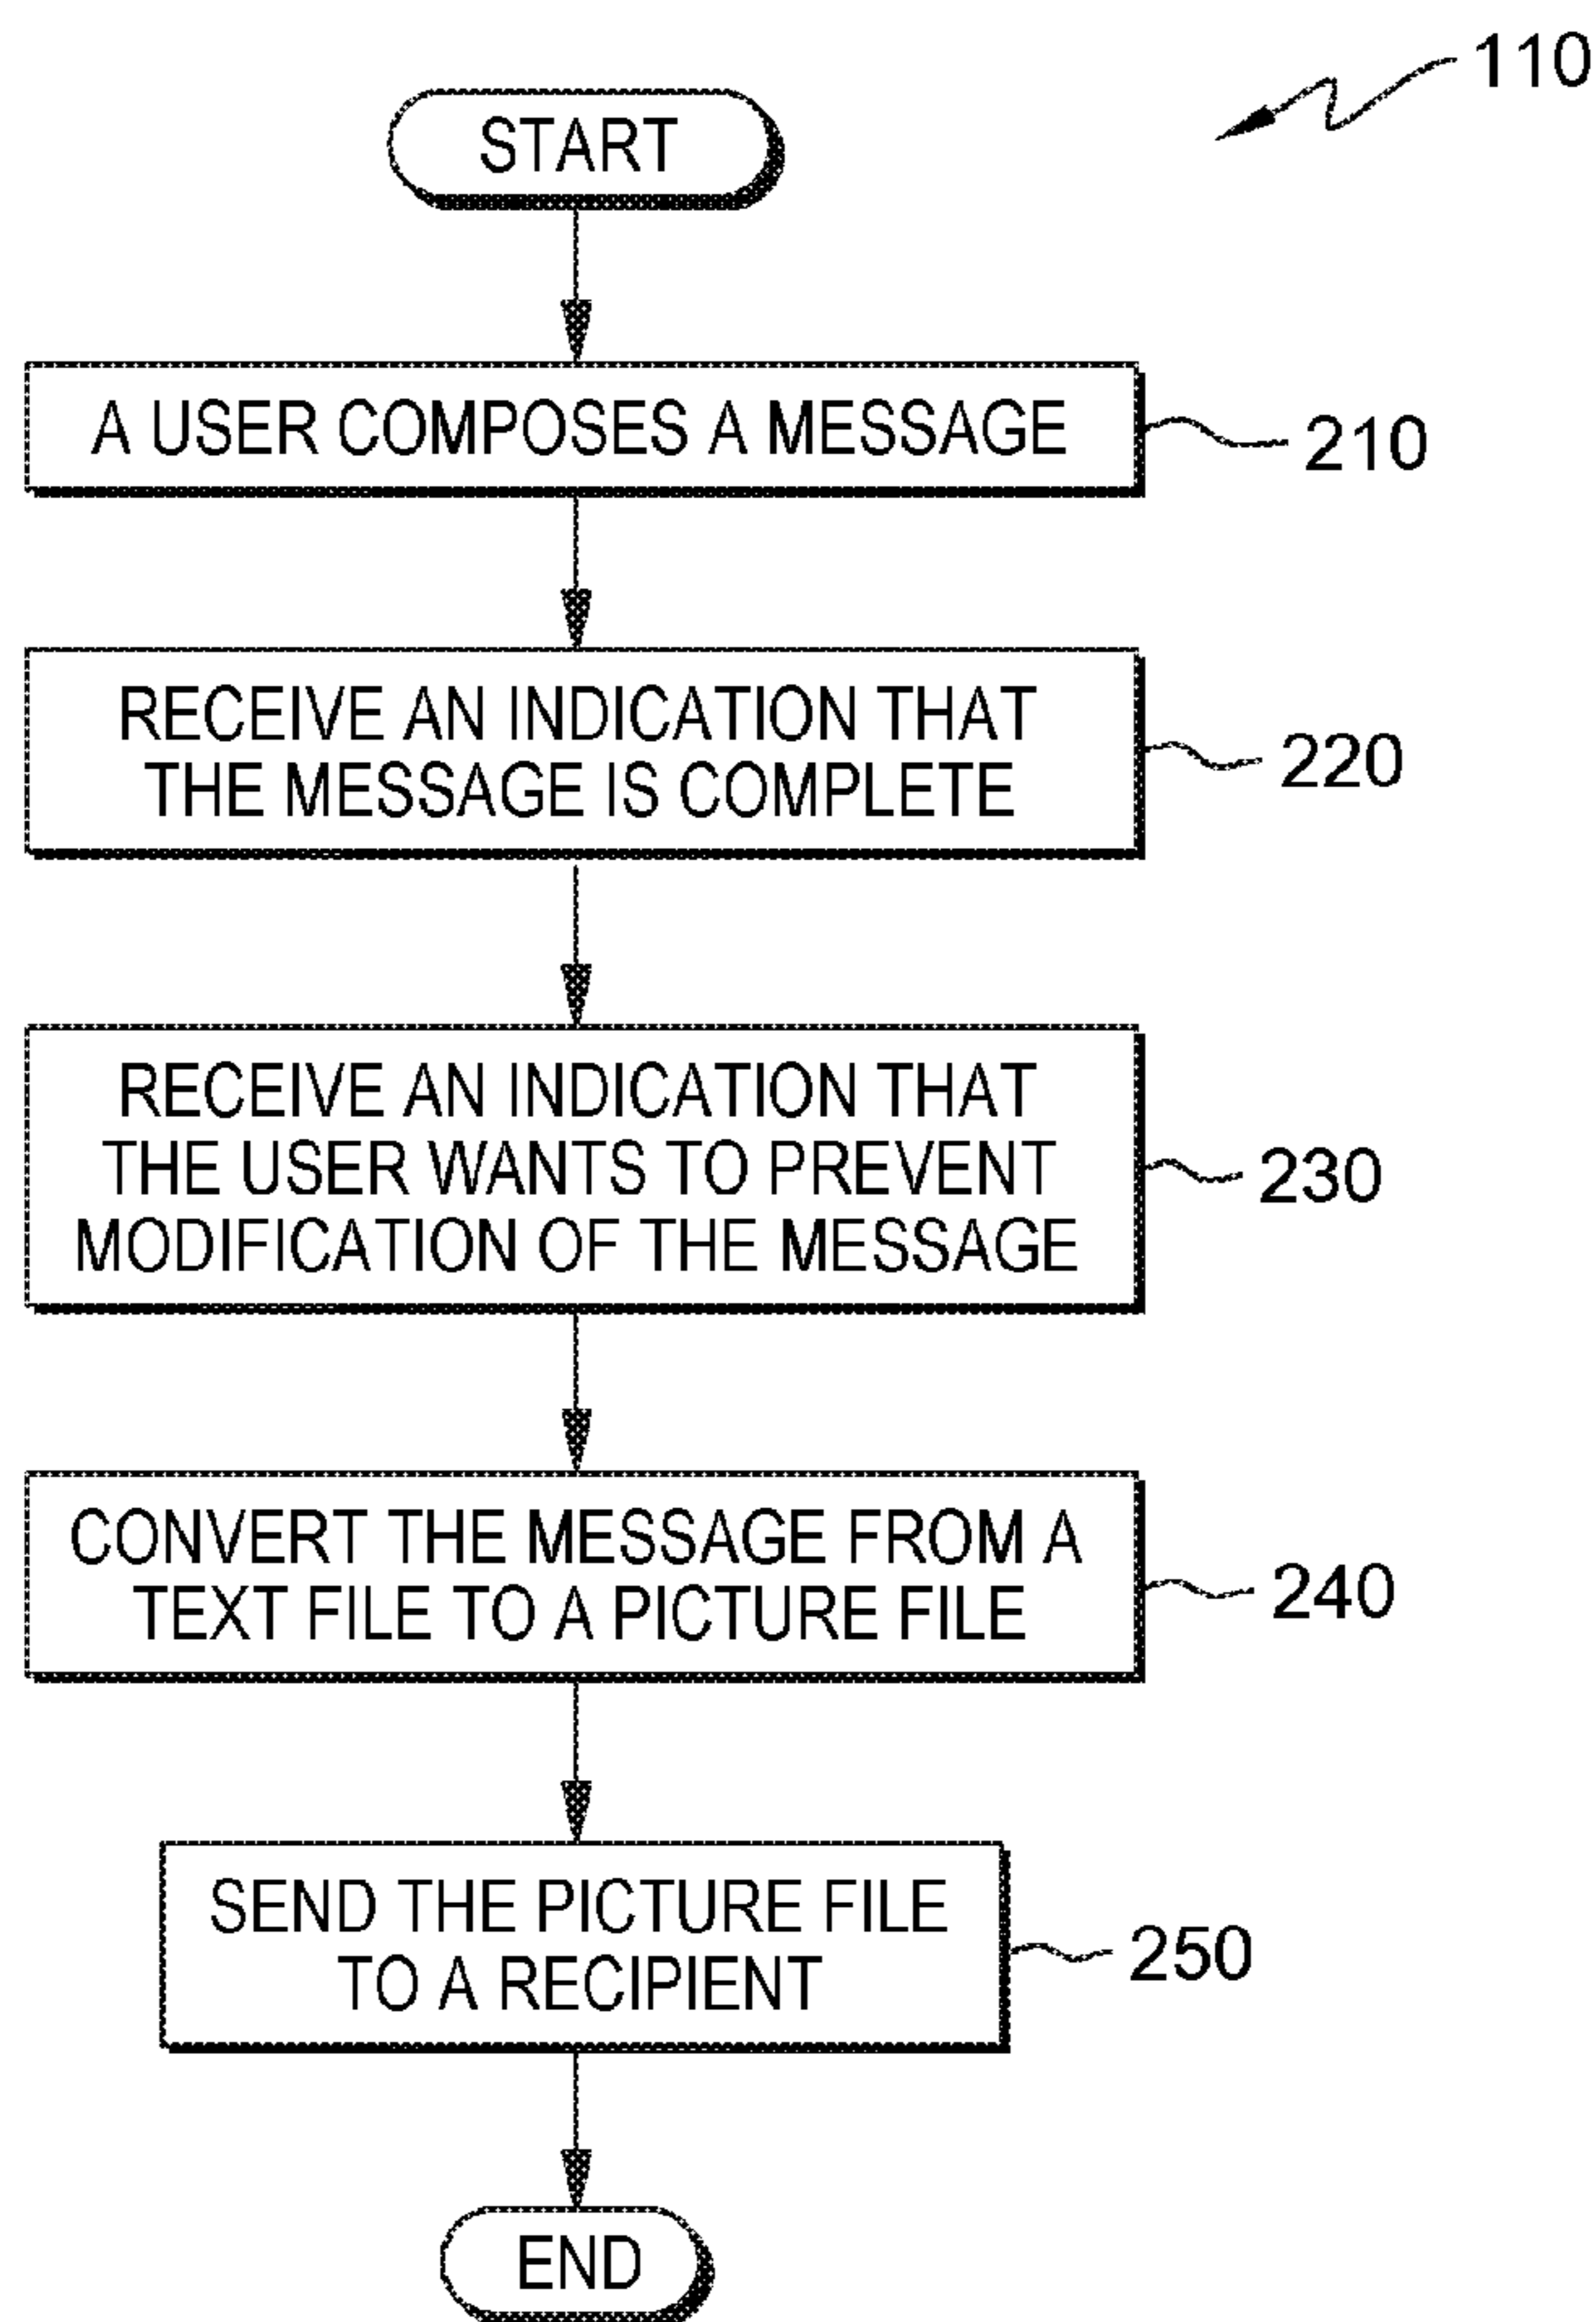 110
START
A USER COMPOSES A MESSAGE
210
RECEIVE AN INDICATION THAT
THE MESSAGE IS COMPLETE
220
RECEIVE AN INDICATION THAT
THE USER WANTS TO PREVENT
MODIFICATION OF THE MESSAGE
230
CONVERT THE MESSAGE FROM A
TEXT FILE TO A PICTURE FILE
240
SEND THE PICTURE FILE
TO A RECIPIENT
250
END